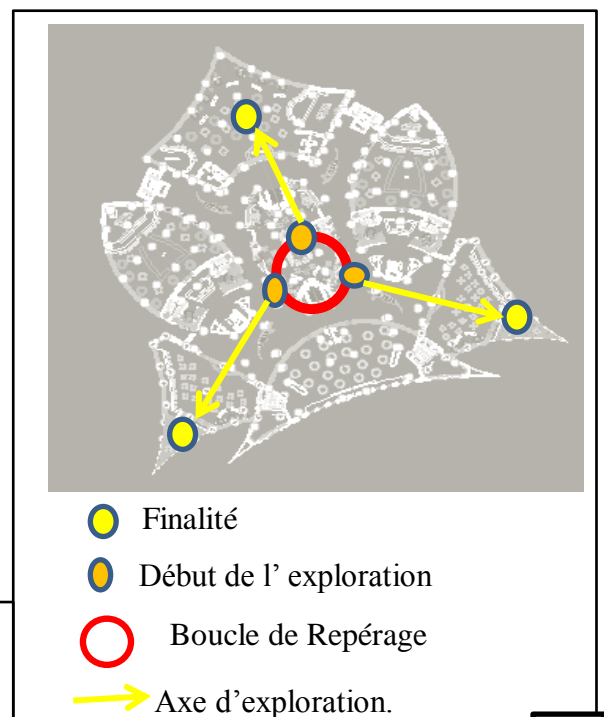 Finalité
Début de l’ exploration
Boucle de Repérage
Axe d’exploration.